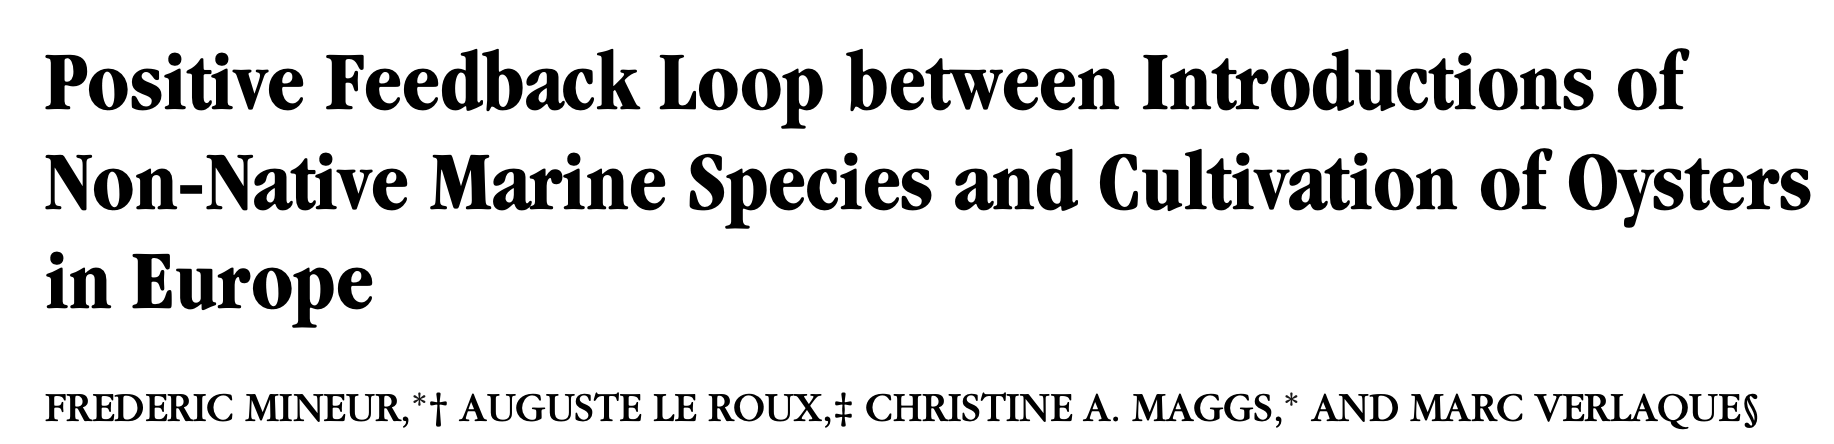 Positive Feedback Loop between Introductions of
Non-Native Marine Species and Cultivation of Oysters
in Europe
FREDERIC MINEUR,*† AUGUSTE LE ROUX,‡ CHRISTINE A. MAGGS,* AND MARC VERLAQUE§